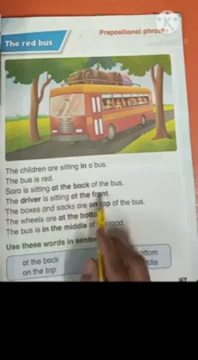 Prepositional phrases
The red bus
The children are sitting in a bus.
The bus is red.
Sara is sitting at the back of the bus.
The driver is sitting at the front.
The boxes and sacks are on top of the bus.
The wheels are at the bottom
The bus is in the middle of road
Use these words in senten
at the back
on the top